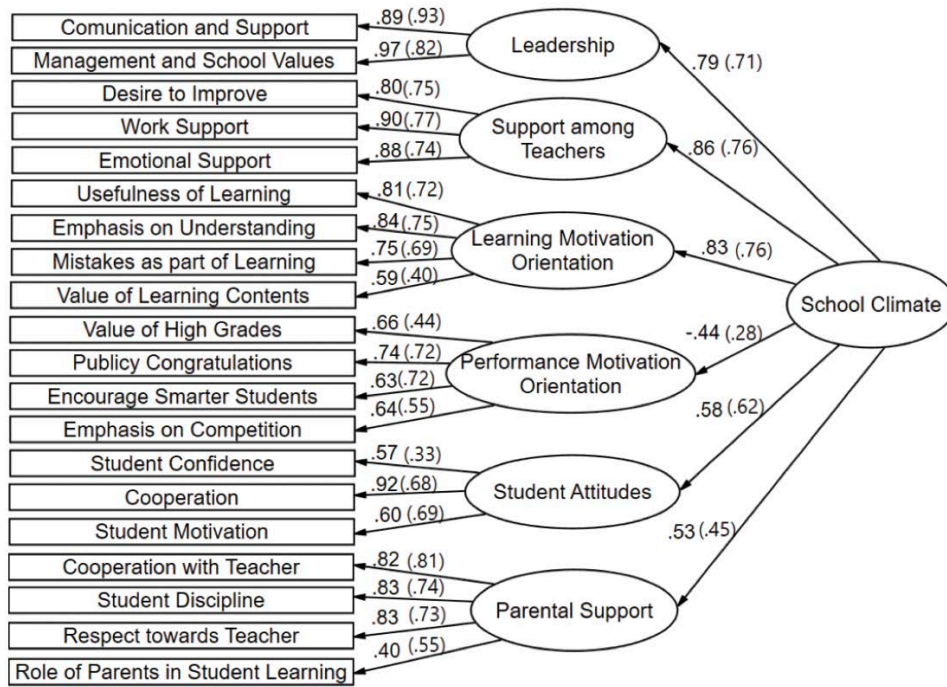 Comunication and Support
Management and School Values
Desire to Improve
Work Support
Emotional Support
Usefulness of Learning
Emphasis on Understanding
Mistakes as part of Learning
Value of Learning Contents
Value of High Grades
Publicy Congratulations
Encourage Smarter Students
Emphasis on Competition
Student Confidence
Cooperation
Student Motivation
Cooperation with Teacher
Student Discipline
Respect towards Teacher
Role of Parents in Student Learning
.89 (.93)
.97 (.82)
.80(.75)
.90(.77)
.88 (.74)
.81(.72)
.84(.75)
.75(.69)
.59(.40)
.66 (.44)
.74 (.72)
.63(.72)
.64(.55)
.57 (.33)
.92(.68)
.60 (.69)
.82 (.81)
.83 (.74)
.83 (.73)
.40 (.55)
Leadership
Support among
Teachers
Learning Motivation
Orientation
Performance Motivation
Orientation
Student Attitudes
Parental Support
.79 (.71)
.86 (.76)
.83 (.76)
-.44 (.28)
.58 (.62)
.53(.45)
School Climate